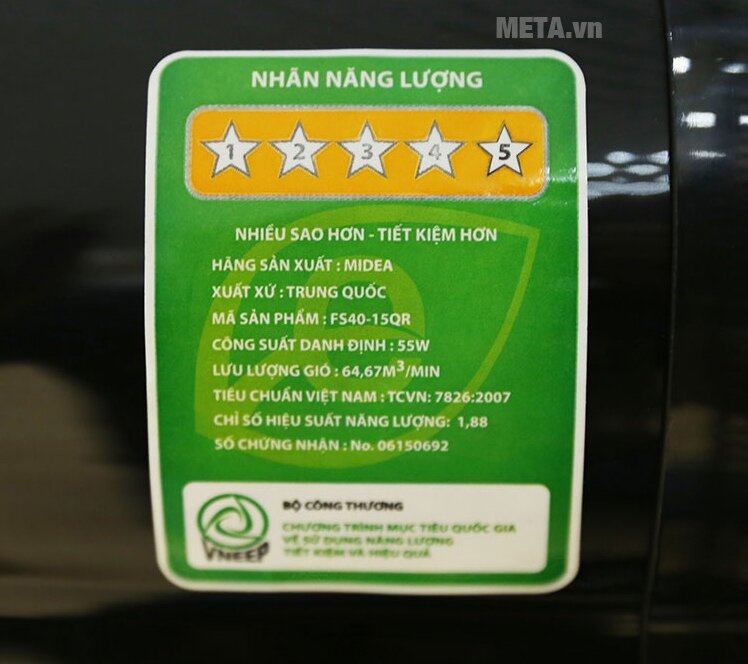 META.vn
NHÃN NĂNG LƯỢNG
1 2 3 4 5
NHIỀU SAO HƠN - TIẾT KIỆM HƠN
HÃNG SẢN XUẤT : MIDEA
XUẤT XỨ : TRUNG QUỐC
MÃ SẢN PHẨM : FS40-15QR
CÔNG SUẤT DANH ĐỊNH : 55W
LƯU LƯỢNG GIÓ : 64,67M³/MIN
TIÊU CHUẨN VIỆT NAM : TCVN: 7826:2007
CHỈ SỐ HIỆU SUẤT NĂNG LƯỢNG: 1,88
SỐ CHỨNG NHẬN : No. 06150692
BỘ CÔNG THƯƠNG
CHƯƠNG TRÌNH MỤC TIÊU QUỐC GIA
VỀ SỬ DỤNG NĂNG LƯỢNG
TIẾT KIỆM VÀ HIỆU QUẢ
VNEEP